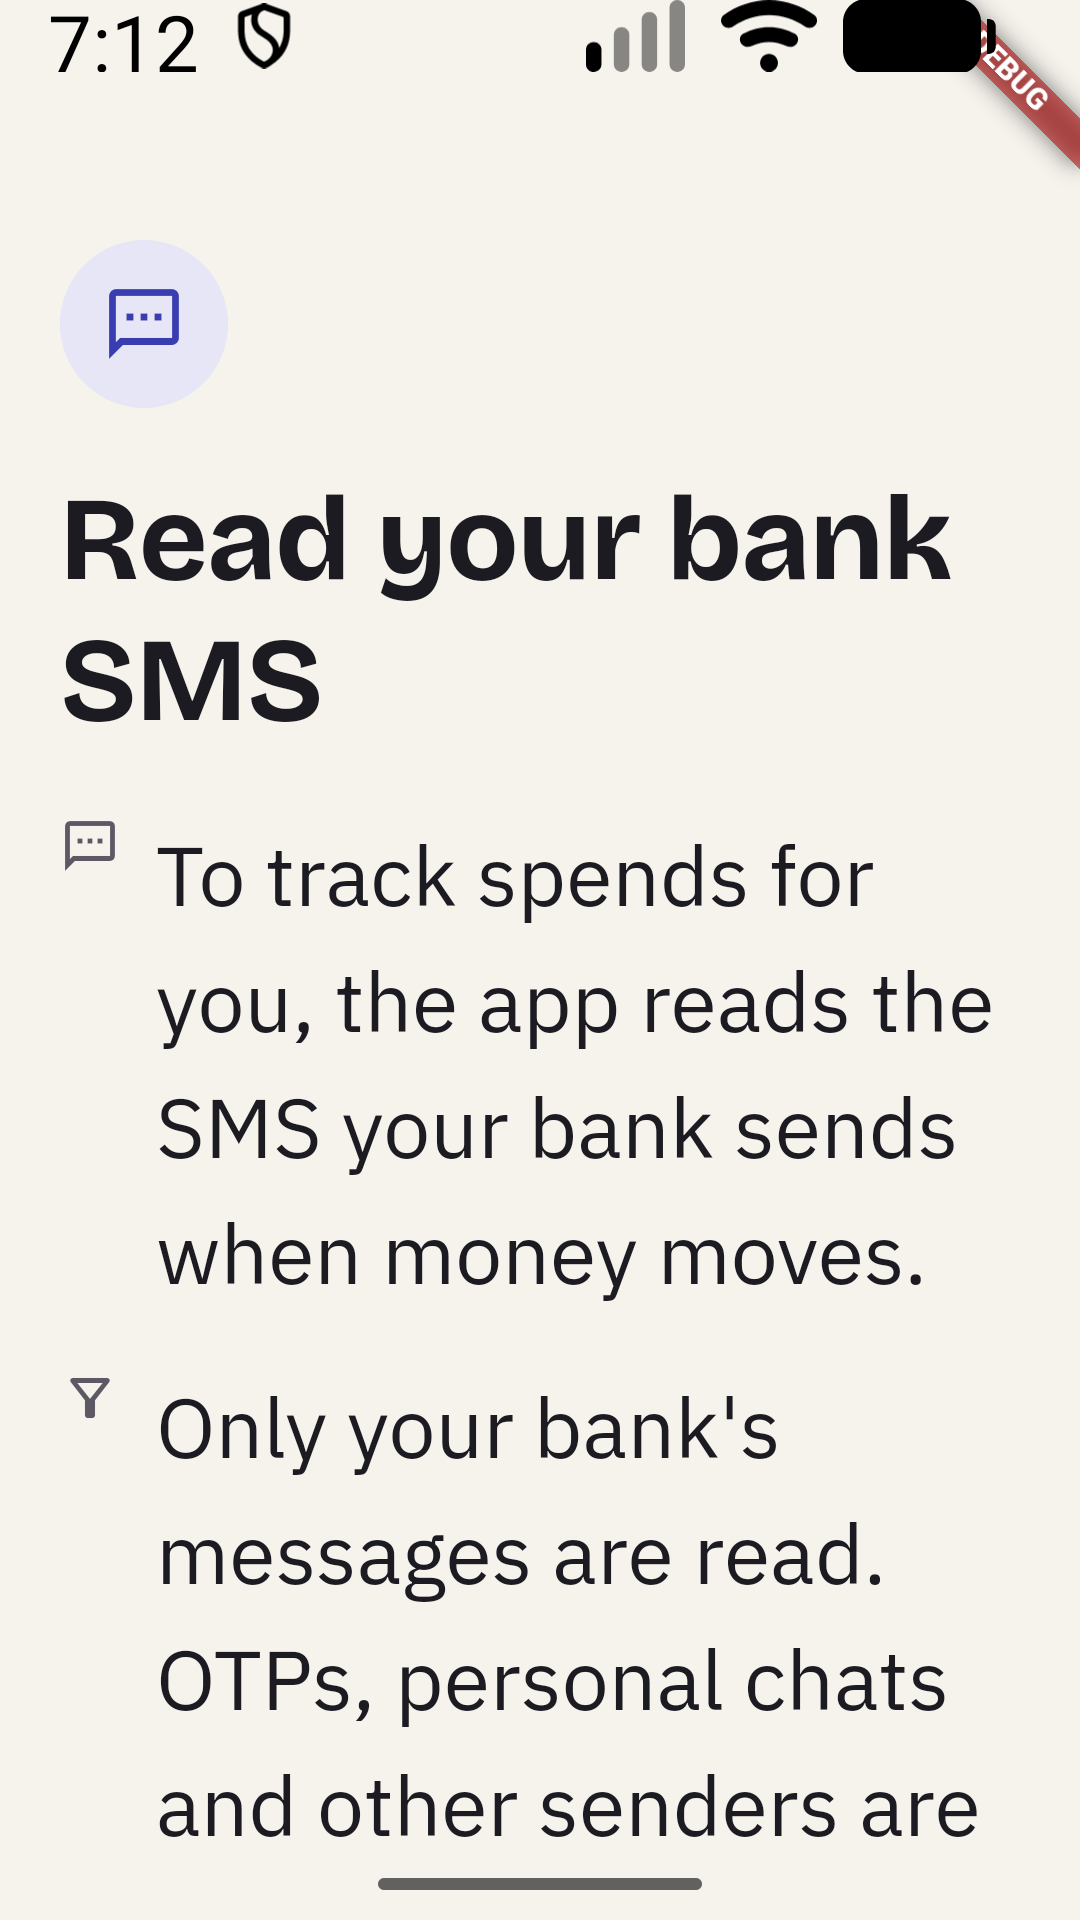 7:12
DEBUG
Read your bank
SMS
To track spends for
you, the app reads the
SMS your bank sends
when money moves.
Only your bank's
messages are read.
OTPs, personal chats
and other senders are